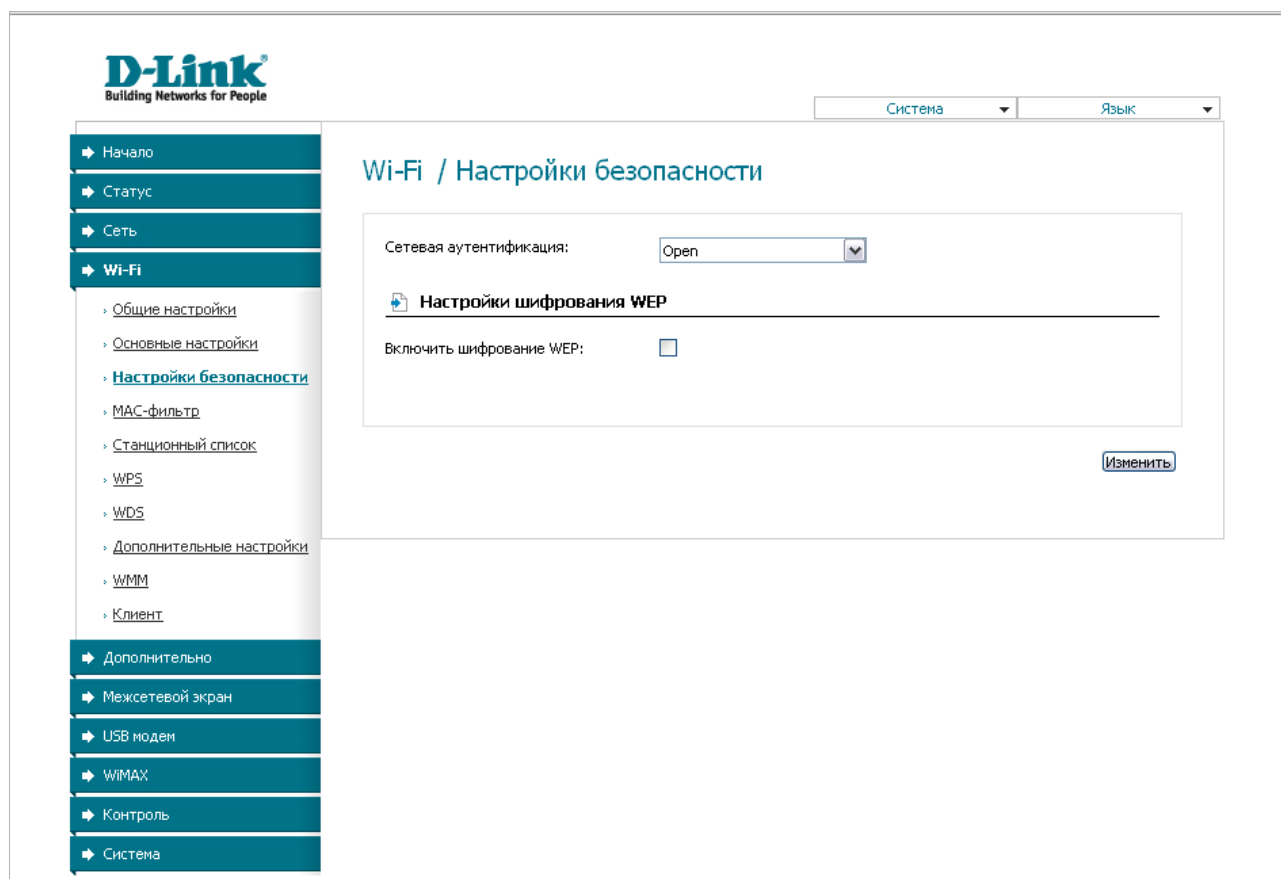 D-Link
Building Networks for People
Система
Язык
Начало
Статус
Сеть
Wi-Fi
Общие настройки
Основные настройки
Настройки безопасности
MAC-фильтр
Станционный список
WPS
WDS
Дополнительные настройки
WMM
Клиент
Дополнительно
Межсетевой экран
USB модем
WiMAX
Контроль
Система
Wi-Fi / Настройки безопасности
Сетевая аутентификация:
Open
Настройки шифрования WEP
Включить шифрование WEP:
Изменить